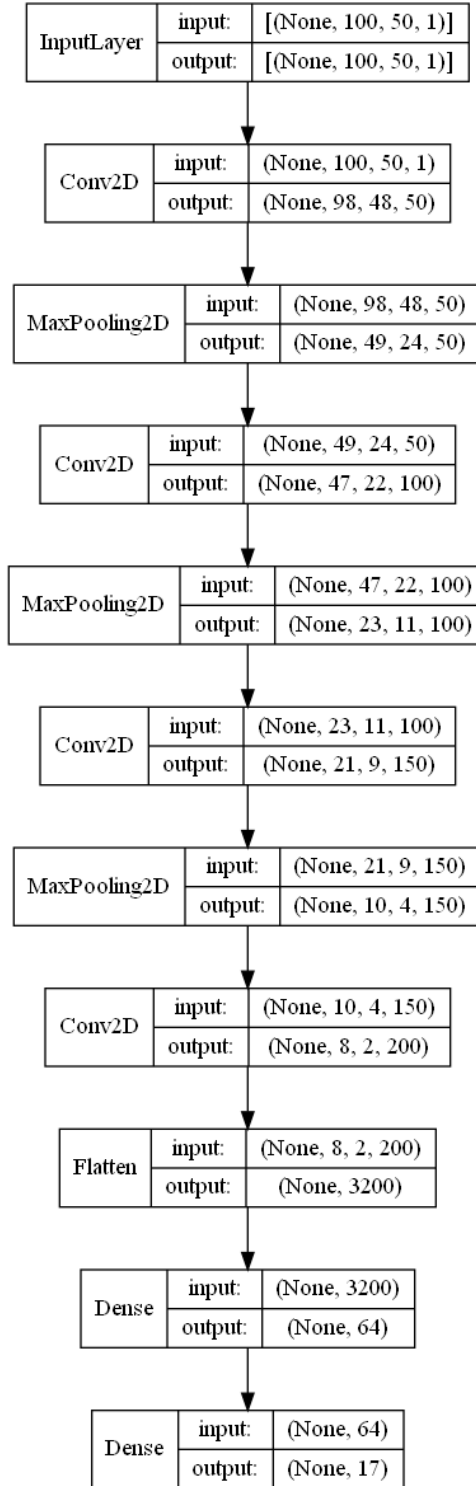 InputLayer input: [(None, 100, 50, 1)]
output: [(None, 100, 50, 1)]
Conv2D input: (None, 100, 50, 1)
output: (None, 98, 48, 50)
MaxPooling2D input: (None, 98, 48, 50)
output: (None, 49, 24, 50)
Conv2D input: (None, 49, 24, 50)
output: (None, 47, 22, 100)
MaxPooling2D input: (None, 47, 22, 100)
output: (None, 23, 11, 100)
Conv2D input: (None, 23, 11, 100)
output: (None, 21, 9, 150)
MaxPooling2D input: (None, 21, 9, 150)
output: (None, 10, 4, 150)
Conv2D input: (None, 10, 4, 150)
output: (None, 8, 2, 200)
Flatten input: (None, 8, 2, 200)
output: (None, 3200)
Dense input: (None, 3200)
output: (None, 64)
Dense input: (None, 64)
output: (None, 17)